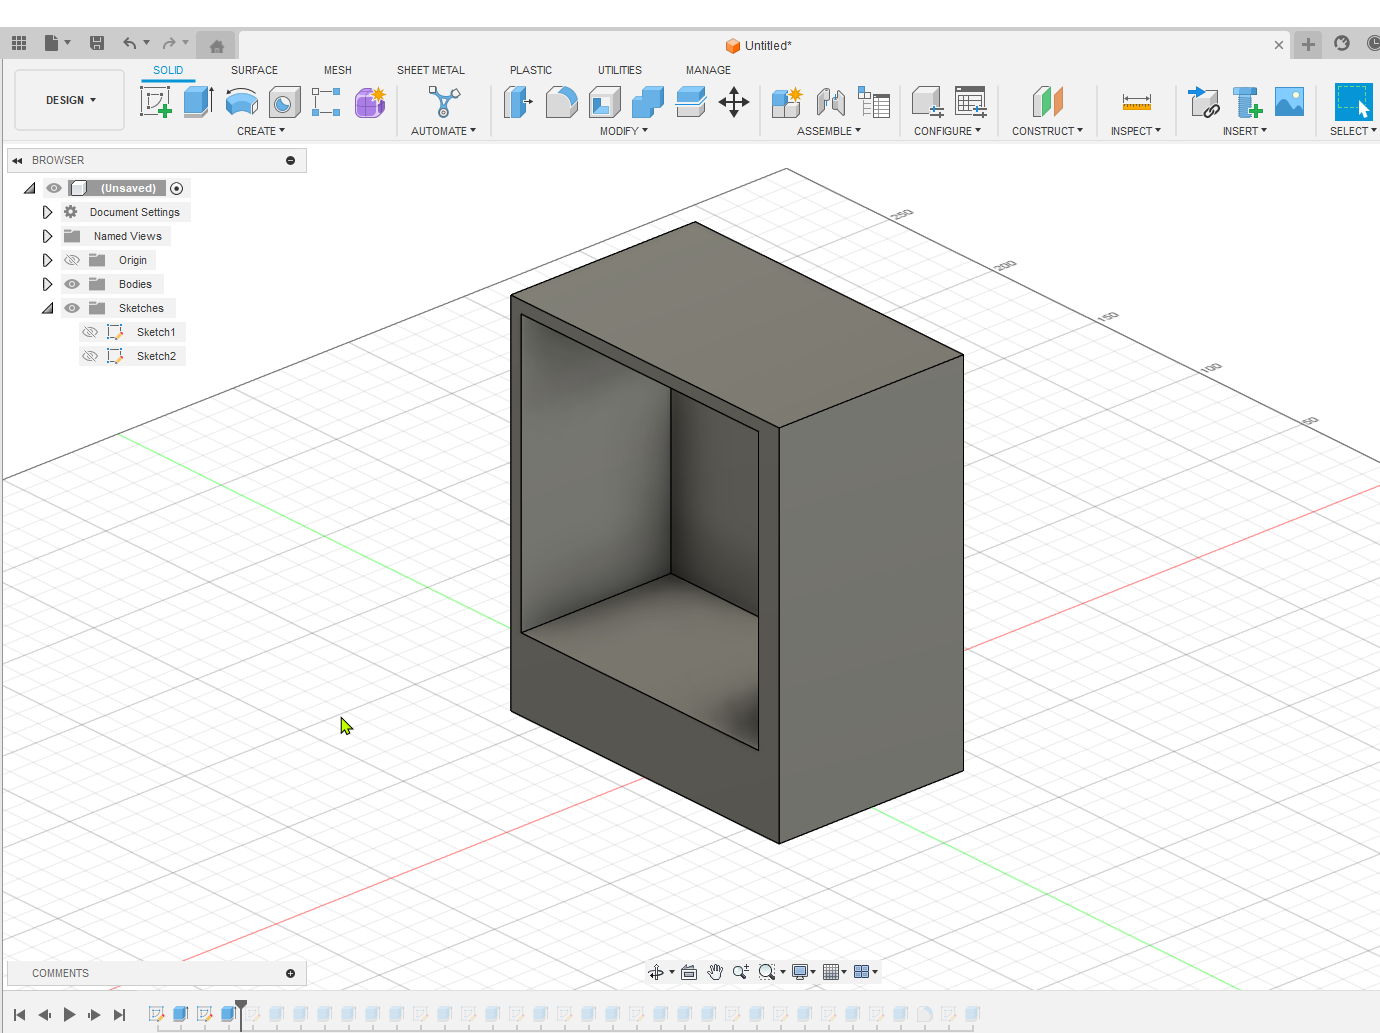 Untitled*
SOLID SURFACE MESH SHEET METAL PLASTIC UTILITIES MANAGE
DESIGN
CREATE AUTOMATE MODIFY ASSEMBLE CONFIGURE CONSTRUCT INSPECT INSERT SELECT
BROWSER
(Unsaved)
Document Settings
Named Views
Origin
Bodies
Sketches
Sketch1
Sketch2
250
200
150
100
50
COMMENTS